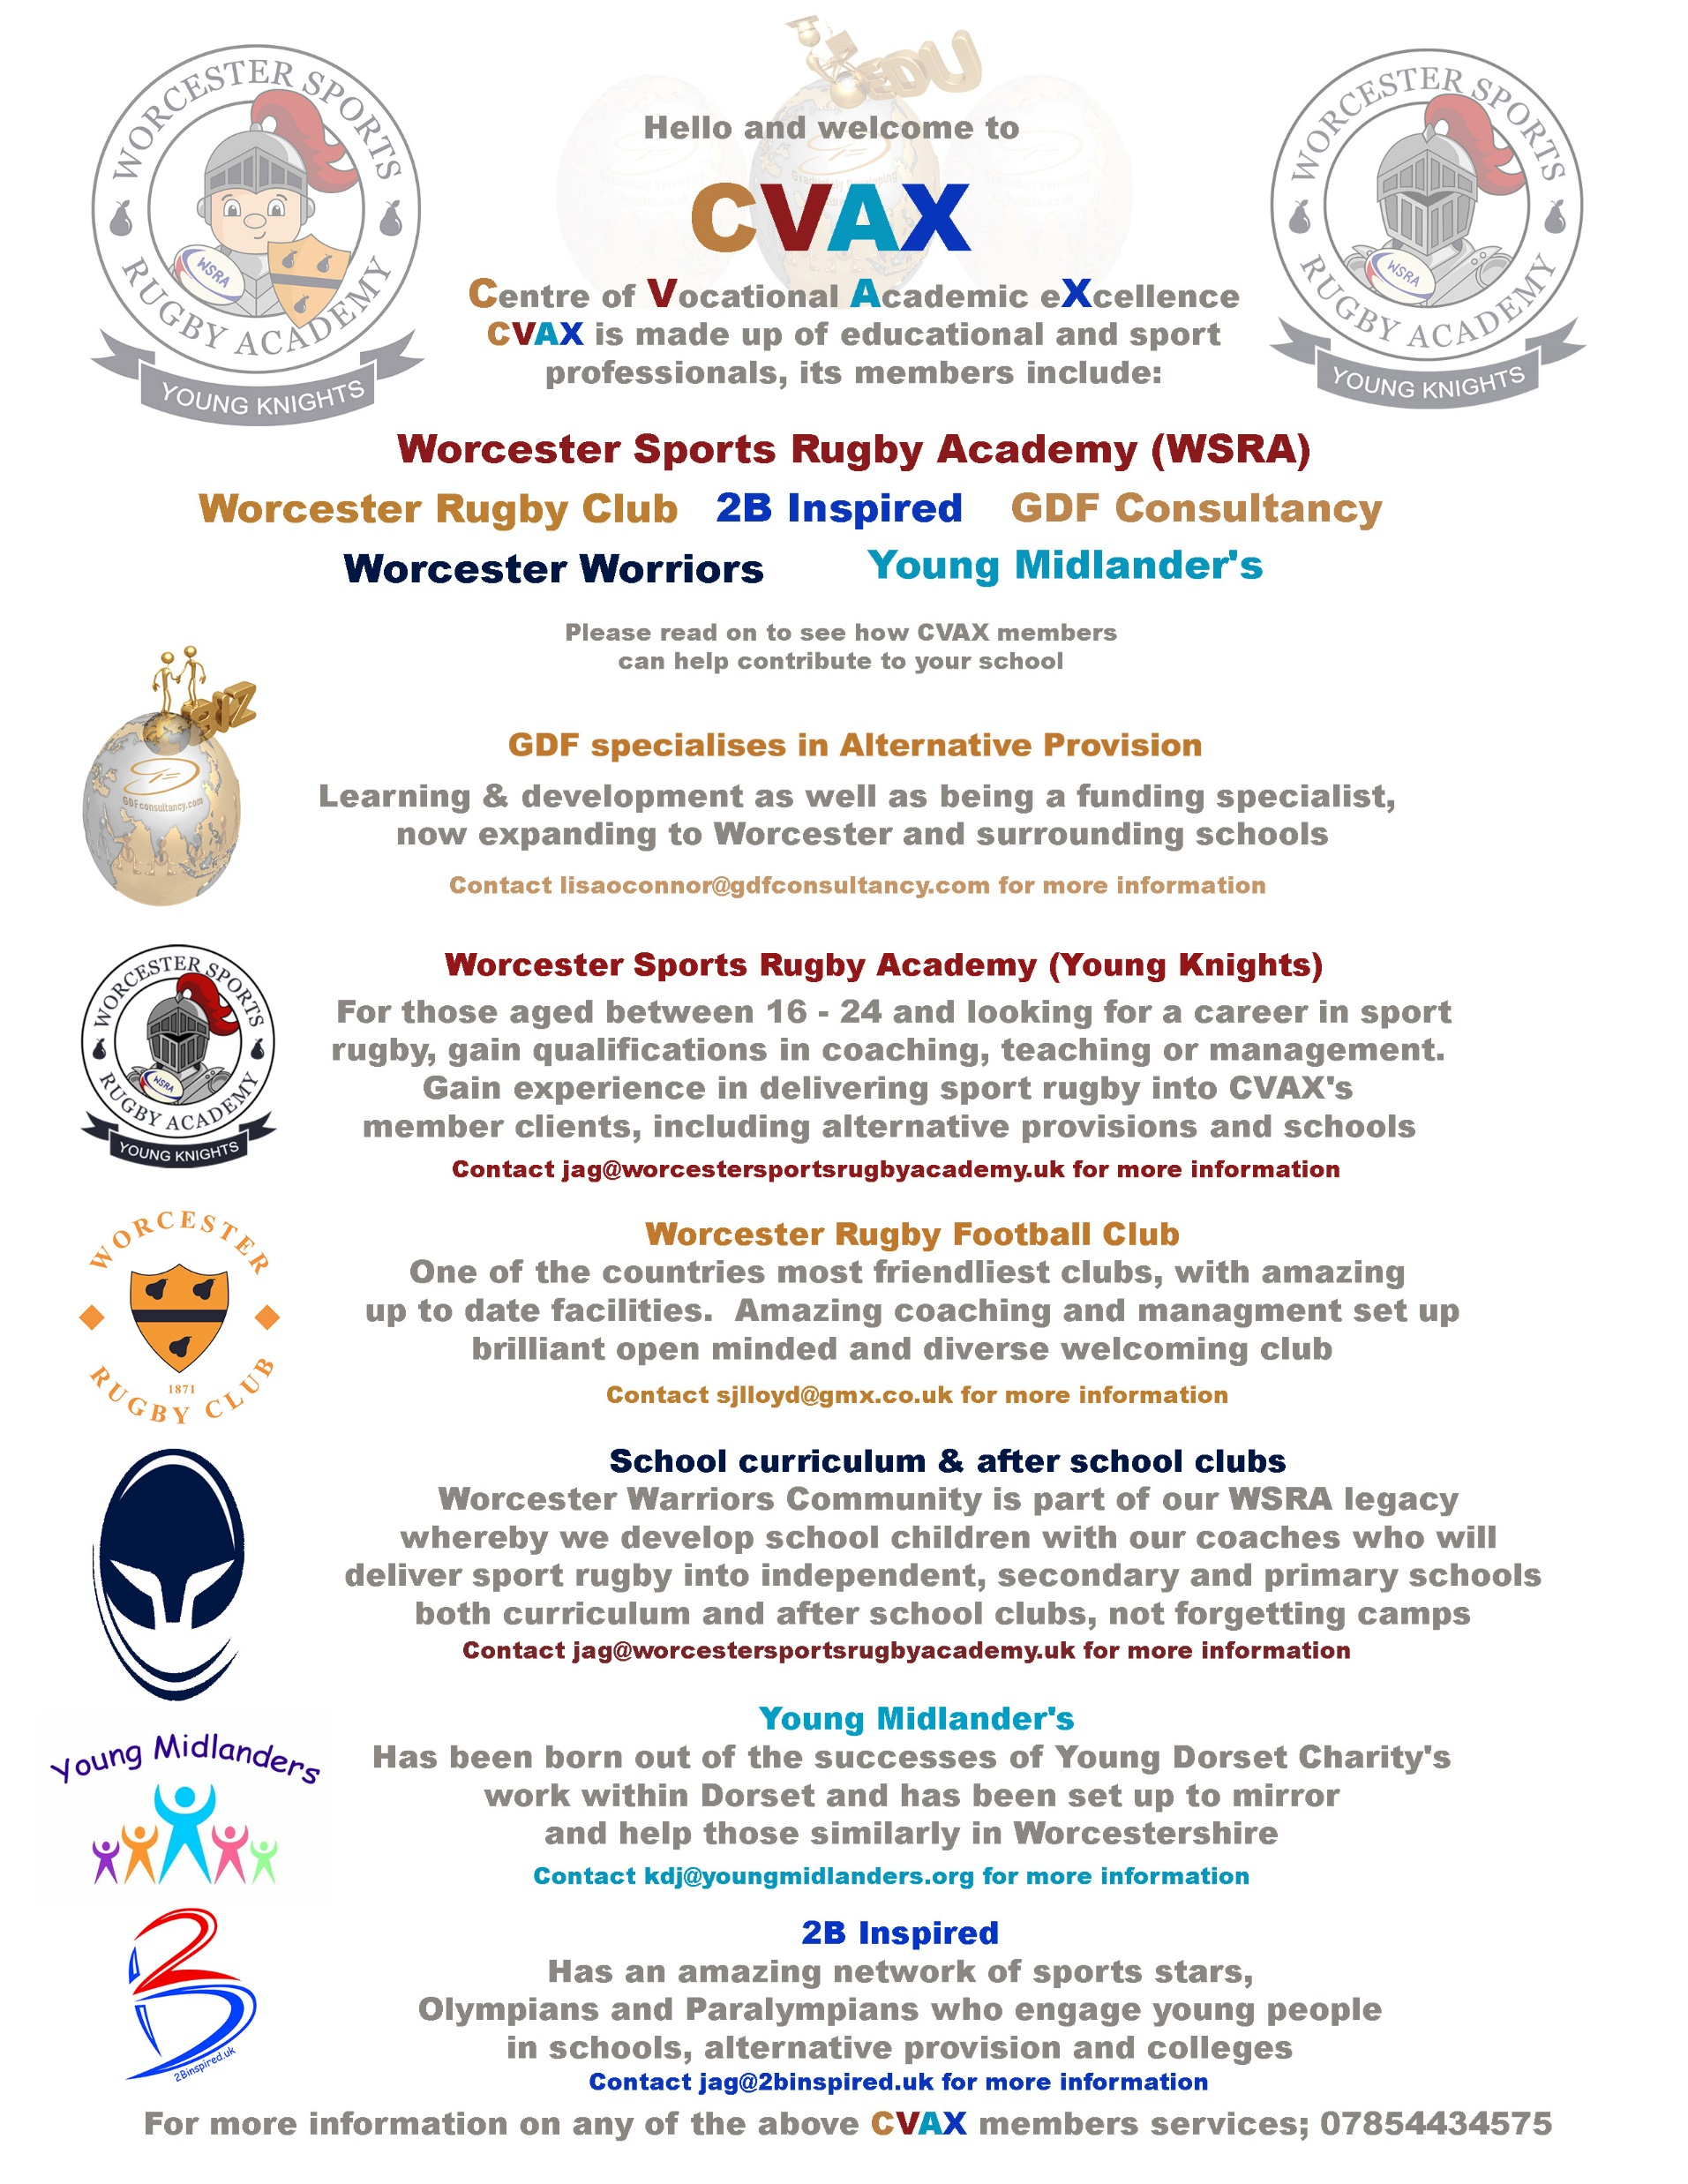 WORCESTER SPORTS
RUGBY ACADEMY
WSRA
YOUNG KNIGHTS
EDU
Hello and welcome to
CVAX
Centre of Vocational Academic eXcellence
CVAX is made up of educational and sport
professionals, its members include:
WORCESTER SPORTS
RUGBY ACADEMY
WSRA
YOUNG KNIGHTS
Worcester Sports Rugby Academy (WSRA)
Worcester Rugby Club 2B Inspired GDF Consultancy
Worcester Worriors Young Midlander's
Please read on to see how CVAX members
can help contribute to your school
BIZ
GDFconsultancy.com
GDF specialises in Alternative Provision
Learning & development as well as being a funding specialist,
now expanding to Worcester and surrounding schools
Contact lisaoconnor@gdfconsultancy.com for more information
WORCESTER SPORTS
RUGBY ACADEMY
WSRA
YOUNG KNIGHTS
Worcester Sports Rugby Academy (Young Knights)
For those aged between 16 - 24 and looking for a career in sport
rugby, gain qualifications in coaching, teaching or management.
Gain experience in delivering sport rugby into CVAX's
member clients, including alternative provisions and schools
Contact jag@worcestersportsrugbyacademy.uk for more information
WORCESTER
1871
RUGBY CLUB
Worcester Rugby Football Club
One of the countries most friendliest clubs, with amazing
up to date facilities. Amazing coaching and managment set up
brilliant open minded and diverse welcoming club
Contact sjlloyd@gmx.co.uk for more information
School curriculum & after school clubs
Worcester Warriors Community is part of our WSRA legacy
whereby we develop school children with our coaches who will
deliver sport rugby into independent, secondary and primary schools
both curriculum and after school clubs, not forgetting camps
Contact jag@worcestersportsrugbyacademy.uk for more information
Young Midlanders
Young Midlander's
Has been born out of the successes of Young Dorset Charity's
work within Dorset and has been set up to mirror
and help those similarly in Worcestershire
Contact kdj@youngmidlanders.org for more information
2B
2Binspired.uk
2B Inspired
Has an amazing network of sports stars,
Olympians and Paralympians who engage young people
in schools, alternative provision and colleges
Contact jag@2binspired.uk for more information
For more information on any of the above CVAX members services; 07854434575